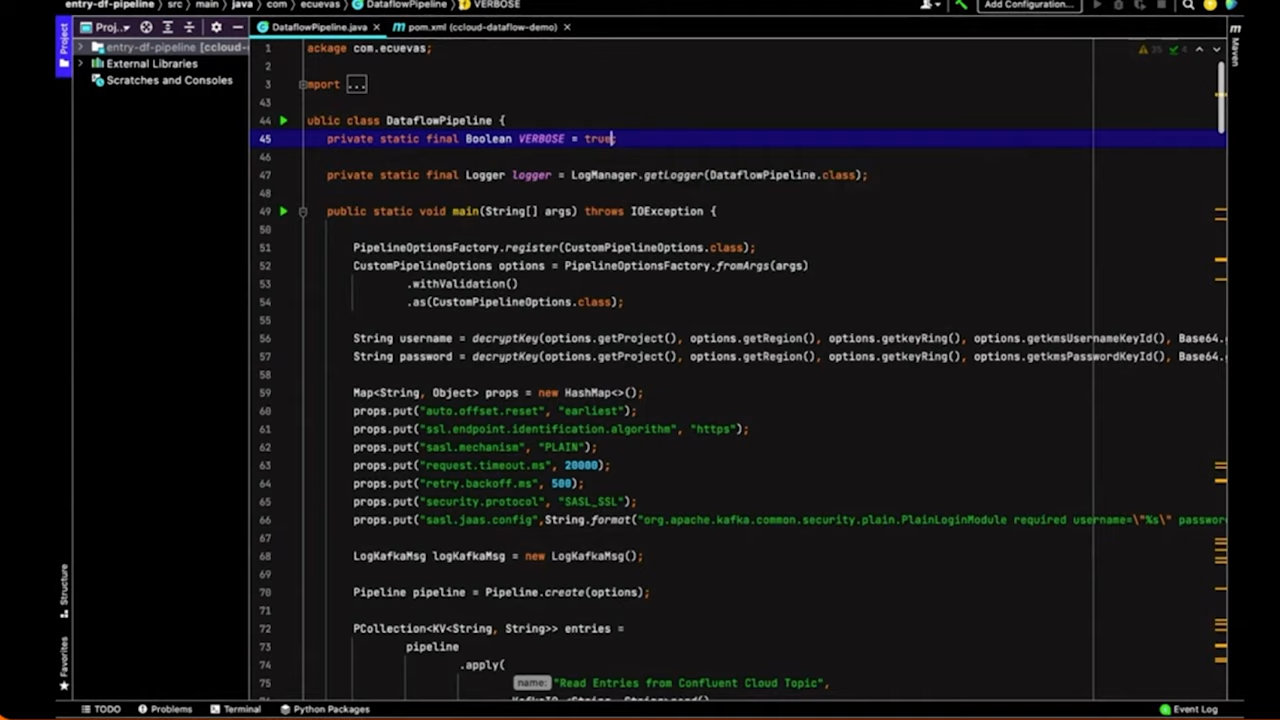 entry-df-pipeline › src › main › java › com › ecuevas › DataflowPipeline › VERBOSE
Add Configuration...
Proj..
DataflowPipeline.java
pom.xml (ccloud-dataflow-demo)
Project
entry-df-pipeline [ccloud-
External Libraries
Scratches and Consoles
Maven
35 4
1 ackage com.ecuevas;
2
3 mport ...
43
44 ublic class DataflowPipeline {
45 private static final Boolean VERBOSE = true;
46
47 private static final Logger logger = LogManager.getLogger(DataflowPipeline.class);
48
49 public static void main(String[] args) throws IOException {
50
51 PipelineOptionsFactory.register(CustomPipelineOptions.class);
52 CustomPipelineOptions options = PipelineOptionsFactory.fromArgs(args)
53 .withValidation()
54 .as(CustomPipelineOptions.class);
55
56 String username = decryptKey(options.getProject(), options.getRegion(), options.getkeyRing(), options.getkmsUsernameKeyId(), Base64.
57 String password = decryptKey(options.getProject(), options.getRegion(), options.getkeyRing(), options.getkmsPasswordKeyId(), Base64.
58
59 Map<String, Object> props = new HashMap<>();
60 props.put("auto.offset.reset", "earliest");
61 props.put("ssl.endpoint.identification.algorithm", "https");
62 props.put("sasl.mechanism", "PLAIN");
63 props.put("request.timeout.ms", 20000);
64 props.put("retry.backoff.ms", 500);
65 props.put("security.protocol", "SASL_SSL");
66 props.put("sasl.jaas.config",String.format("org.apache.kafka.common.security.plain.PlainLoginModule required username=\"%s\" passwor
67
68 LogKafkaMsg logKafkaMsg = new LogKafkaMsg();
69
70 Pipeline pipeline = Pipeline.create(options);
71
72 PCollection<KV<String, String>> entries =
73 pipeline
74 .apply(
75 name: "Read Entries from Confluent Cloud Topic",
Structure
Favorites
TODO Problems Terminal Python Packages Event Log